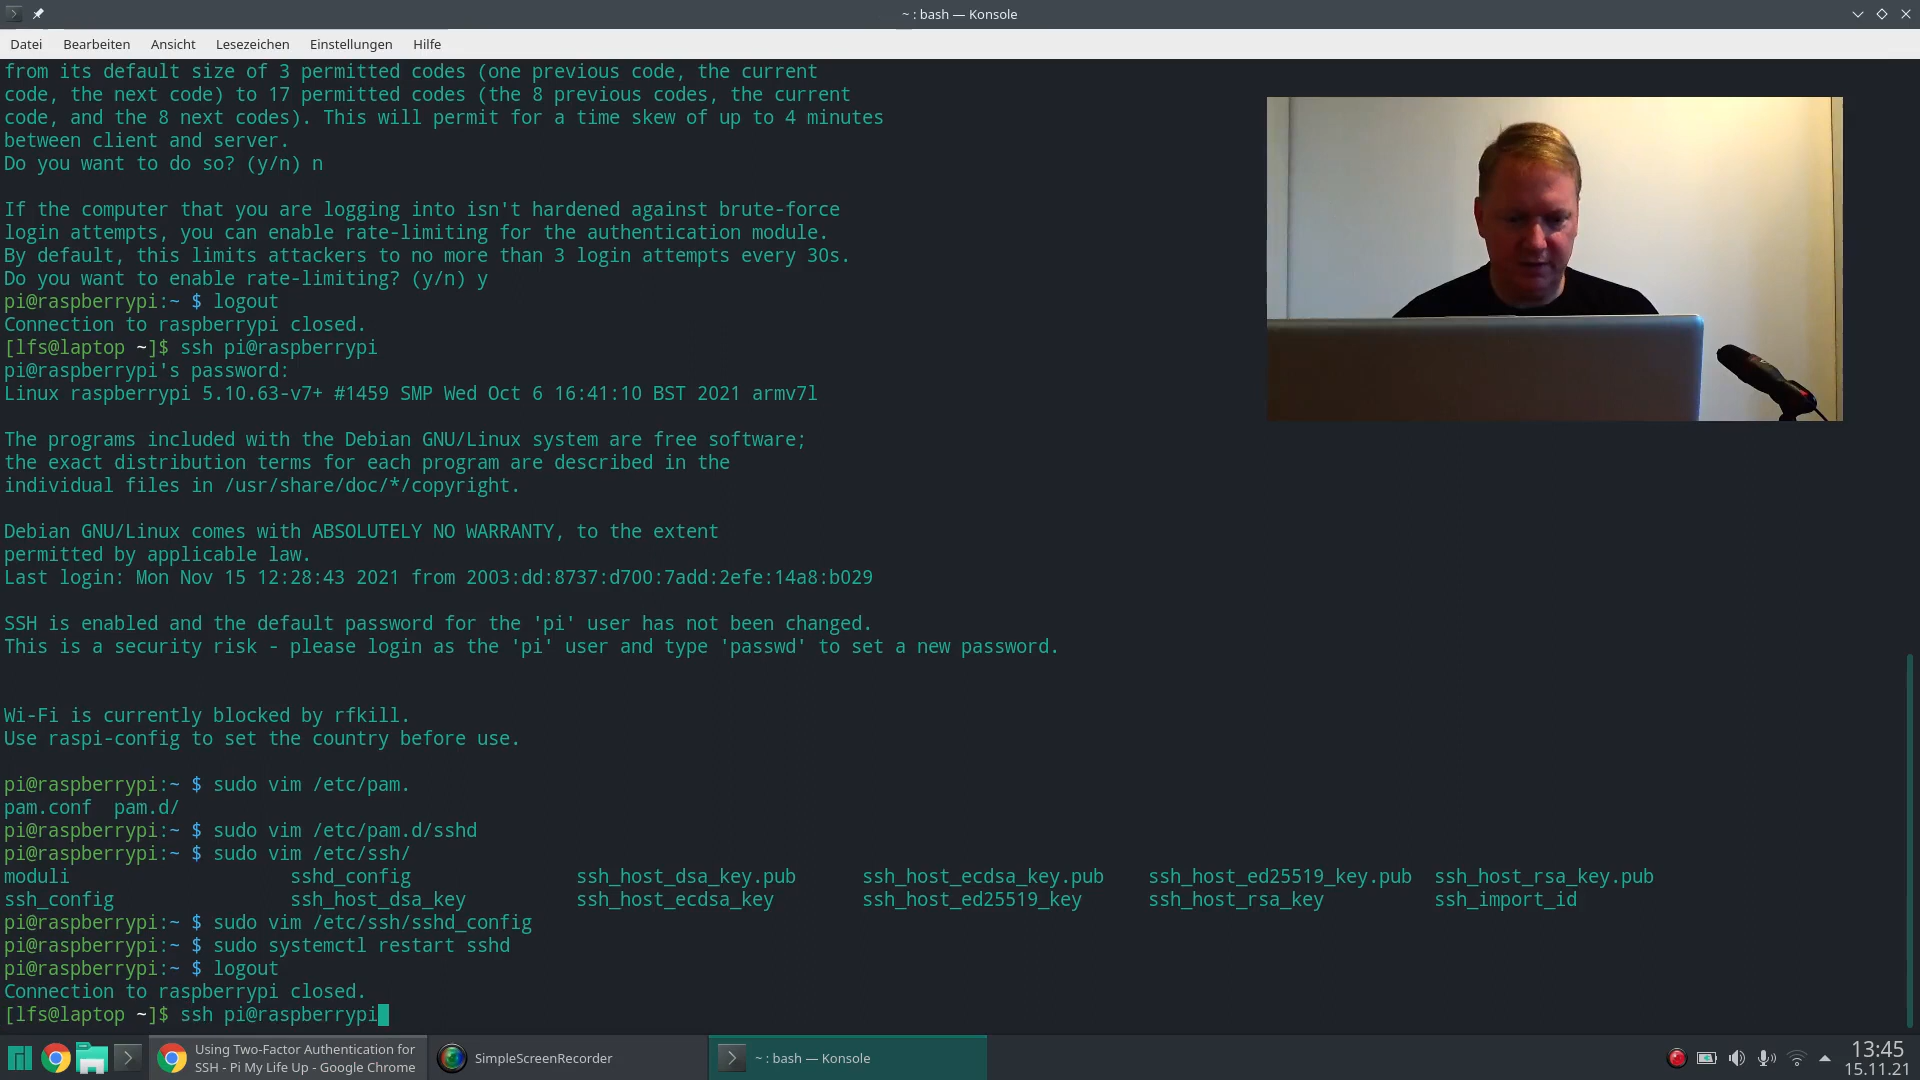 ~ : bash — Konsole
Datei Bearbeiten Ansicht Lesezeichen Einstellungen Hilfe
from its default size of 3 permitted codes (one previous code, the current
code, the next code) to 17 permitted codes (the 8 previous codes, the current
code, and the 8 next codes). This will permit for a time skew of up to 4 minutes
between client and server.
Do you want to do so? (y/n) n
If the computer that you are logging into isn't hardened against brute-force
login attempts, you can enable rate-limiting for the authentication module.
By default, this limits attackers to no more than 3 login attempts every 30s.
Do you want to enable rate-limiting? (y/n) y
pi@raspberrypi:~ $ logout
Connection to raspberrypi closed.
[lfs@laptop ~]$ ssh pi@raspberrypi
pi@raspberrypi's password:
Linux raspberrypi 5.10.63-v7+ #1459 SMP Wed Oct 6 16:41:10 BST 2021 armv7l
The programs included with the Debian GNU/Linux system are free software;
the exact distribution terms for each program are described in the
individual files in /usr/share/doc/*/copyright.
Debian GNU/Linux comes with ABSOLUTELY NO WARRANTY, to the extent
permitted by applicable law.
Last login: Mon Nov 15 12:28:43 2021 from 2003:dd:8737:d700:7add:2efe:14a8:b029
SSH is enabled and the default password for the 'pi' user has not been changed.
This is a security risk - please login as the 'pi' user and type 'passwd' to set a new password.
Wi-Fi is currently blocked by rfkill.
Use raspi-config to set the country before use.
pi@raspberrypi:~ $ sudo vim /etc/pam.
pam.conf pam.d/
pi@raspberrypi:~ $ sudo vim /etc/pam.d/sshd
pi@raspberrypi:~ $ sudo vim /etc/ssh/
moduli sshd_config ssh_host_dsa_key.pub ssh_host_ecdsa_key.pub ssh_host_ed25519_key.pub ssh_host_rsa_key.pub
ssh_config ssh_host_dsa_key ssh_host_ecdsa_key ssh_host_ed25519_key ssh_host_rsa_key ssh_import_id
pi@raspberrypi:~ $ sudo vim /etc/ssh/sshd_config
pi@raspberrypi:~ $ sudo systemctl restart sshd
pi@raspberrypi:~ $ logout
Connection to raspberrypi closed.
[lfs@laptop ~]$ ssh pi@raspberrypi
Using Two-Factor Authentication for
SSH - Pi My Life Up - Google Chrome
SimpleScreenRecorder
~ : bash — Konsole
13:45
15.11.21